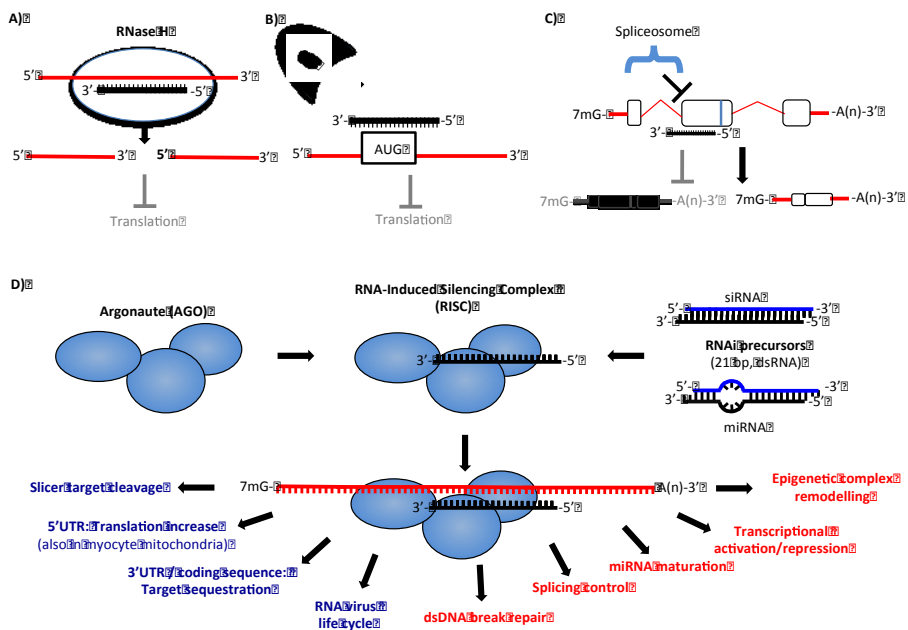 A)
RNase H
5'
3'
3'-
-5'
5'
3'
5'
3'
Translation
B)
3'-
-5'
5'
AUG
3'
Translation
C)
Spliceosome
7mG-
-A(n)-3'
3'-
-5'
7mG-
-A(n)-3'
7mG-
-A(n)-3'
D)
Argonaute (AGO)
RNA-Induced Silencing Complex
(RISC)
3'-
-5'
siRNA
5'-
-3'
3'-
-5'
RNAi precursors
(21 bp, dsRNA)
5'-
-3'
3'-
-5'
miRNA
7mG-
A(n)-3'
3'-
-5'
Slicer target cleavage
5'UTR: Translation increase
(also in myocyte mitochondria)
3'UTR / coding sequence:
Target sequestration
RNA virus
life cycle
dsDNA break repair
Splicing control
miRNA maturation
Transcriptional
activation/repression
Epigenetic complex
remodelling